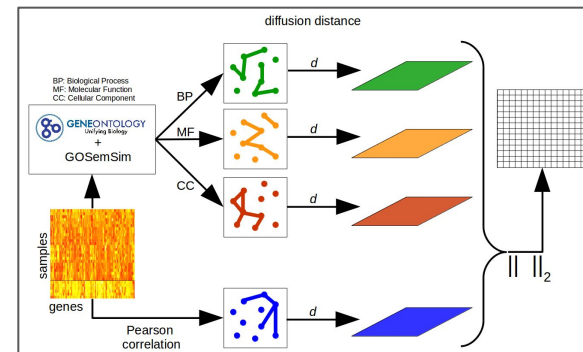 diffusion distance
BP: Biological Process
MF: Molecular Function
CC: Cellular Component
GENEONTOLOGY
Unifying Biology
+
GOSemSim
BP
MF
CC
d
d
d
d
samples
genes
Pearson
correlation
|| ||2